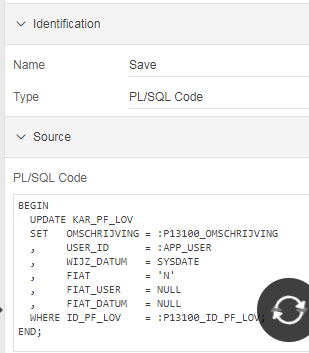 Identification
Name Save
Type PL/SQL Code
Source
PL/SQL Code
BEGIN
  UPDATE KAR_PF_LOV
  SET   OMSCHRIJVING = :P13100_OMSCHRIJVING
  ,     USER_ID      = :APP_USER
  ,     WIJZ_DATUM   = SYSDATE
  ,     FIAT         = 'N'
  ,     FIAT_USER    = NULL
  ,     FIAT_DATUM   = NULL
  WHERE ID_PF_LOV    = :P13100_ID_PF_LOV;
END;